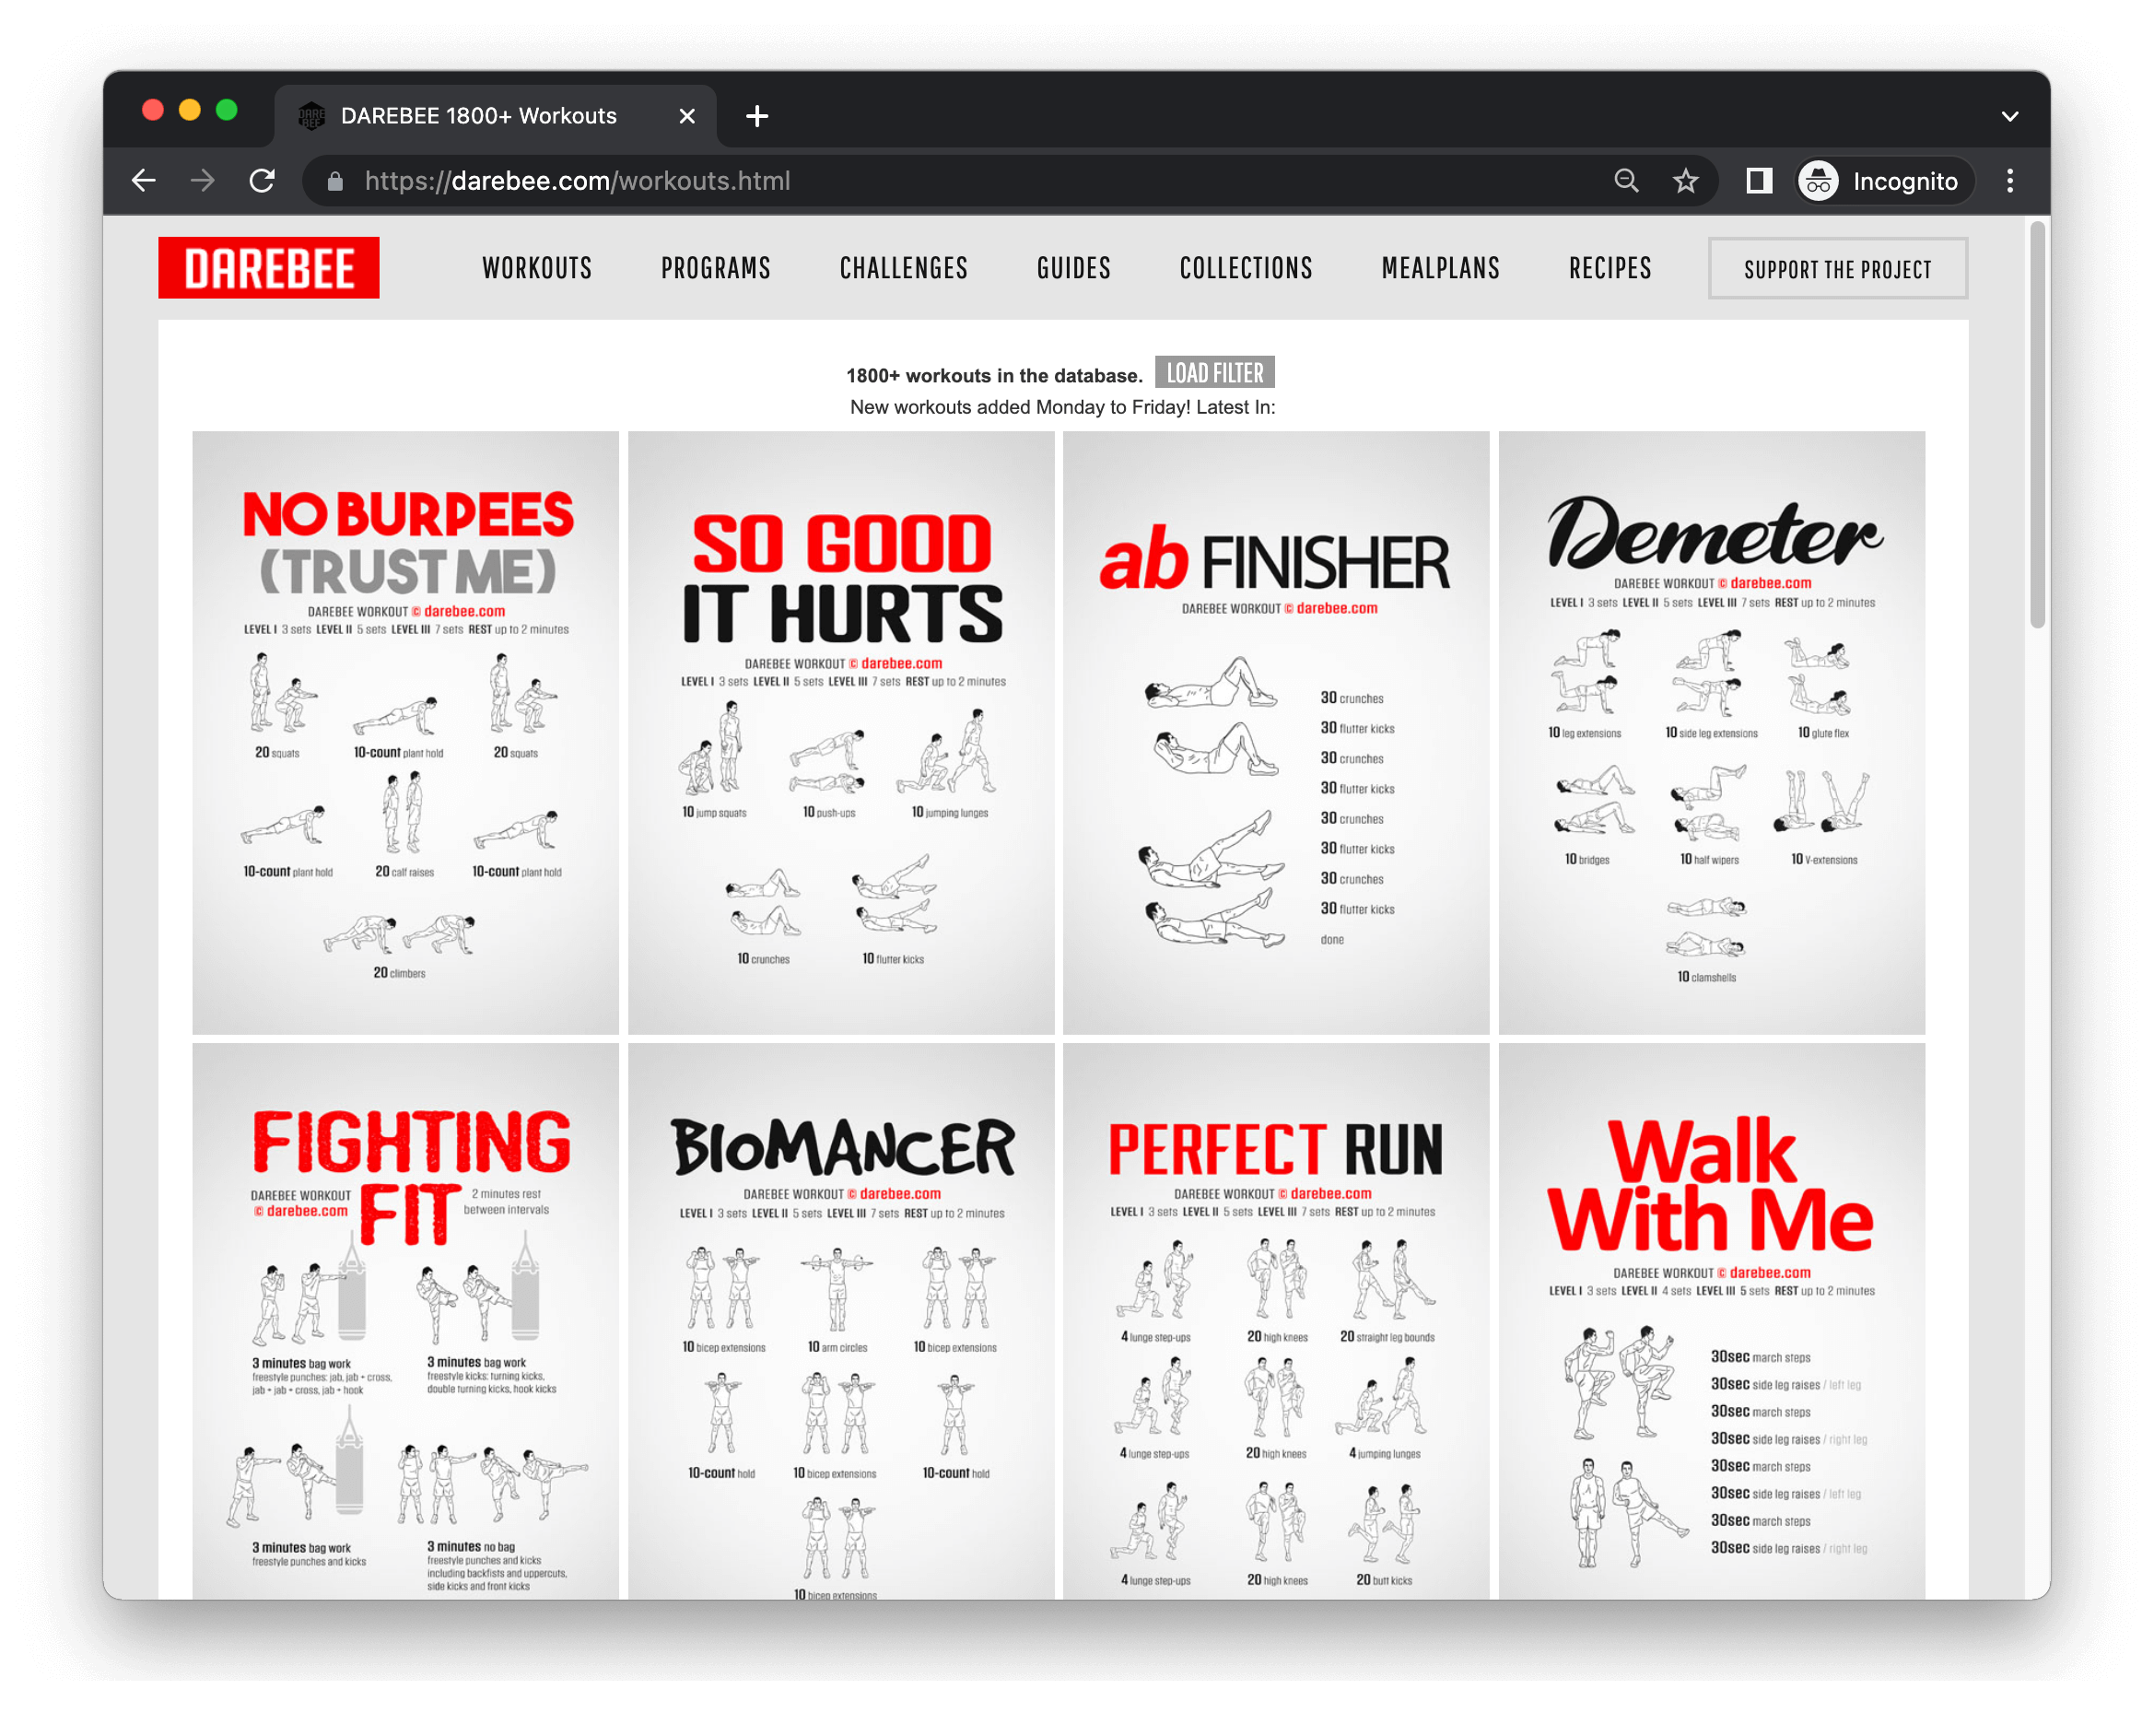 DAREBEE 1800+ Workouts
https://darebee.com/workouts.html
Incognito
DAREBEE
WORKOUTS
PROGRAMS
CHALLENGES
GUIDES
COLLECTIONS
MEALPLANS
RECIPES
SUPPORT THE PROJECT
1800+ workouts in the database. LOAD FILTER
New workouts added Monday to Friday! Latest In:
NO BURPEES
(TRUST ME)
DAREBEE WORKOUT © darebee.com
LEVEL I 3 sets LEVEL II 5 sets LEVEL III 7 sets REST up to 2 minutes
20 squats
10-count plant hold
20 squats
10-count plant hold
20 calf raises
10-count plant hold
20 climbers
SO GOOD
IT HURTS
DAREBEE WORKOUT © darebee.com
LEVEL I 3 sets LEVEL II 5 sets LEVEL III 7 sets REST up to 2 minutes
10 jump squats
10 push-ups
10 jumping lunges
10 crunches
10 flutter kicks
ab FINISHER
DAREBEE WORKOUT © darebee.com
30 crunches
30 flutter kicks
30 crunches
30 flutter kicks
30 crunches
30 flutter kicks
30 crunches
30 flutter kicks
done
Demeter
DAREBEE WORKOUT © darebee.com
LEVEL I 3 sets LEVEL II 5 sets LEVEL III 7 sets REST up to 2 minutes
10 leg extensions
10 side leg extensions
10 glute flex
10 bridges
10 half wipers
10 V-extensions
10 clamshells
FIGHTING
FIT
DAREBEE WORKOUT
© darebee.com
2 minutes rest
between intervals
3 minutes bag work
freestyle punches: jab, jab + cross,
jab + jab + cross, jab + hook
3 minutes bag work
freestyle kicks: turning kicks,
double turning kicks, hook kicks
3 minutes bag work
freestyle punches and kicks
3 minutes no bag
freestyle punches and kicks
including backfists and uppercuts,
side kicks and front kicks
BIOMANCER
DAREBEE WORKOUT © darebee.com
LEVEL I 3 sets LEVEL II 5 sets LEVEL III 7 sets REST up to 2 minutes
10 bicep extensions
10 arm circles
10 bicep extensions
10-count hold
10 bicep extensions
10-count hold
10 bicep extensions
PERFECT RUN
DAREBEE WORKOUT © darebee.com
LEVEL I 3 sets LEVEL II 5 sets LEVEL III 7 sets REST up to 2 minutes
4 lunge step-ups
20 high knees
20 straight leg bounds
4 lunge step-ups
20 high knees
4 jumping lunges
4 lunge step-ups
20 high knees
20 butt kicks
Walk
With Me
DAREBEE WORKOUT © darebee.com
LEVEL I 3 sets LEVEL II 4 sets LEVEL III 5 sets REST up to 2 minutes
30sec march steps
30sec side leg raises / left leg
30sec march steps
30sec side leg raises / right leg
30sec march steps
30sec side leg raises / left leg
30sec march steps
30sec side leg raises / right leg